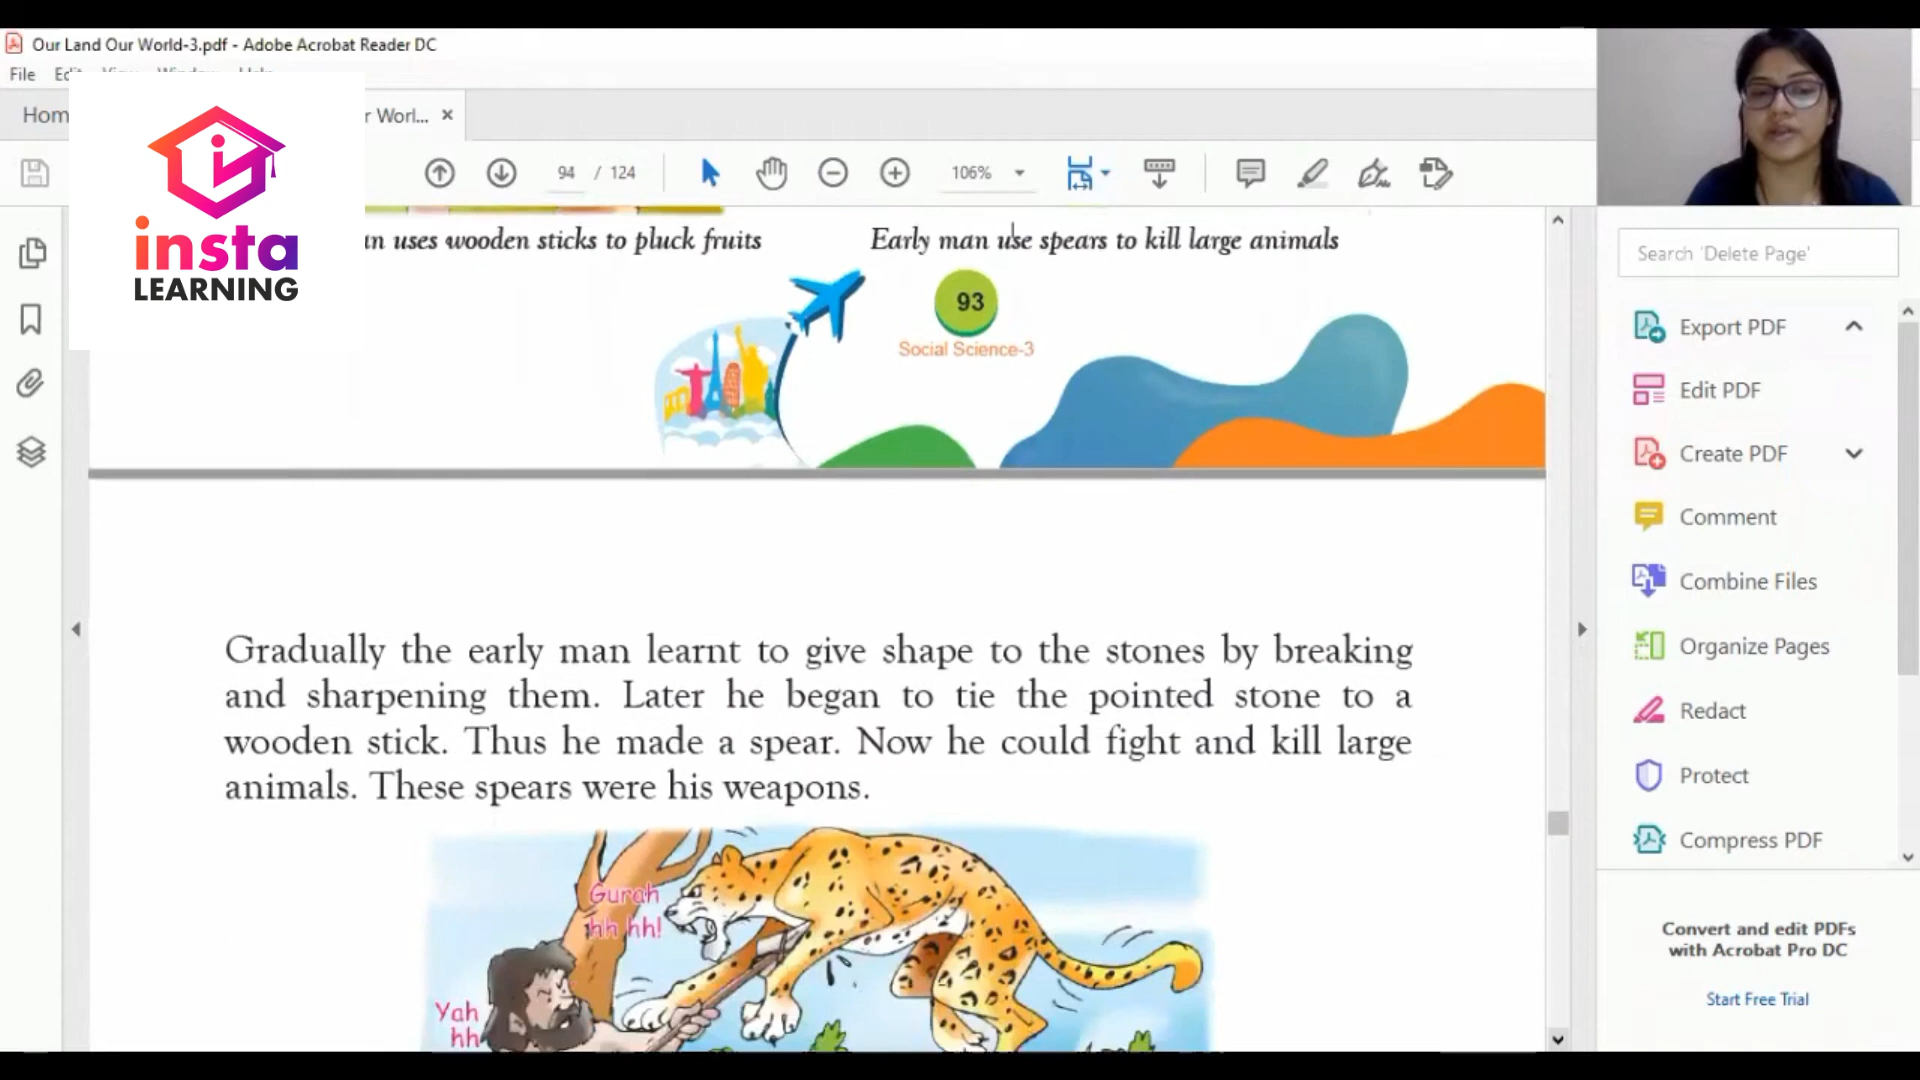 Our Land Our World-3.pdf - Adobe Acrobat Reader DC
File
r Worl...
94 / 124
106%
insta
LEARNING
uses wooden sticks to pluck fruits
Early man use spears to kill large animals
93
Social Science-3
Gradually the early man learnt to give shape to the stones by breaking
and sharpening them. Later he began to tie the pointed stone to a
wooden stick. Thus he made a spear. Now he could fight and kill large
animals. These spears were his weapons.
Gurah
hh hh!
Yah
hh
Search 'Delete Page'
Export PDF
Edit PDF
Create PDF
Comment
Combine Files
Organize Pages
Redact
Protect
Compress PDF
Convert and edit PDFs
with Acrobat Pro DC
Start Free Trial